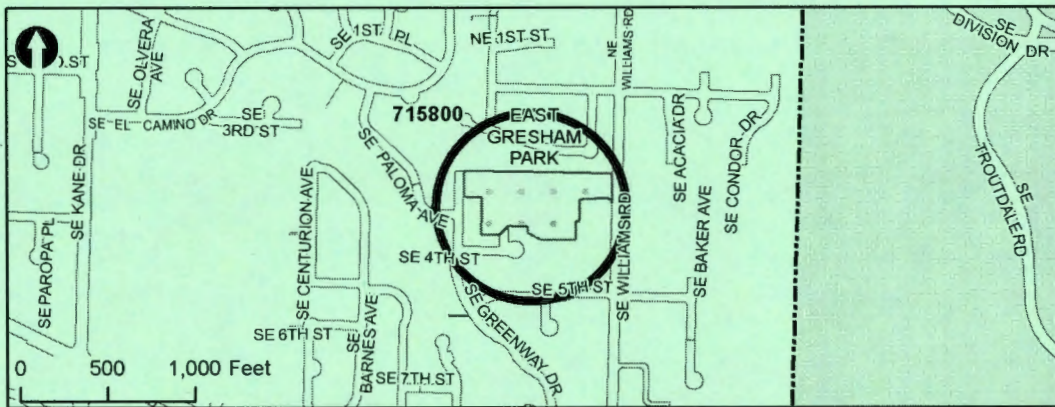 SE 1ST PL
NE 1ST ST
NE
WILLIAMS RD
SE
DIVISION DR
SE OLVERA
AVE
715800
EAST
GRESHAM
PARK
SE EL CAMINO DR
SE
3RD ST
SE PALOMA AVE
SE ACACIA DR
SE CONDOR DR
SE
TROUTDALE RD
SE KANE DR
SE CENTURION AVE
SE PAROPA PL
SE 4TH ST
SE WILLIAMS RD
SE BAKER AVE
SE 5TH ST
SE GREENWAY DR
SE 6TH ST
SE
BARNES AVE
SE 7TH ST
0 500 1,000 Feet